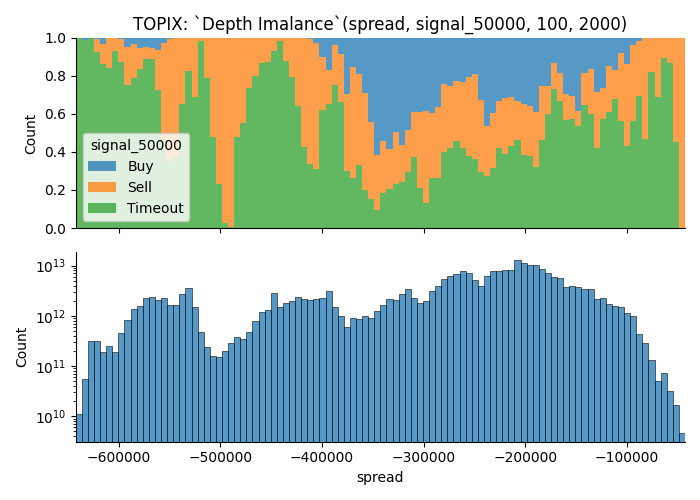 TOPIX: `Depth Imalance`(spread, signal_50000, 100, 2000)
1.0
0.8
0.6
0.4
0.2
0.0
Count
signal_50000
Buy
Sell
Timeout
10^13
10^12
10^11
10^10
Count
−600000 −500000 −400000 −300000 −200000 −100000
spread